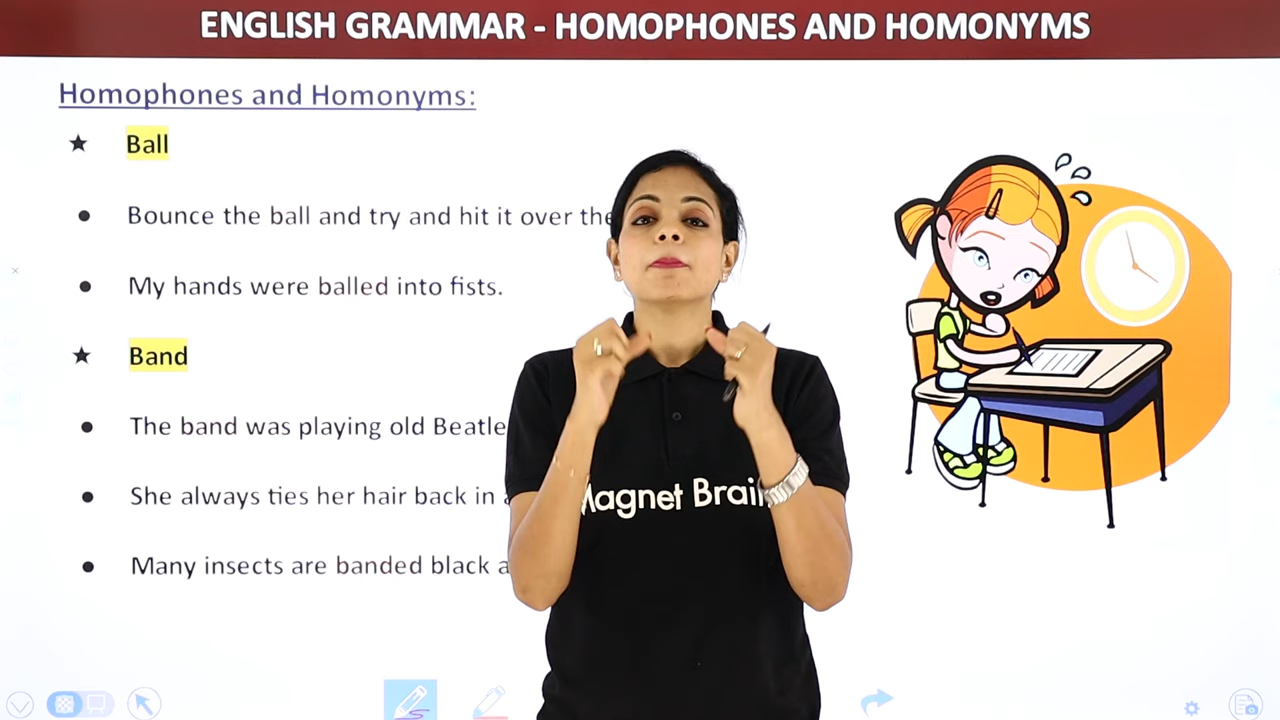 ENGLISH GRAMMAR - HOMOPHONES AND HOMONYMS
Homophones and Homonyms:
★ Ball
● Bounce the ball and try and hit it over the
● My hands were balled into fists.
★ Band
● The band was playing old Beatle
● She always ties her hair back in
● Many insects are banded black
Magnet Brain